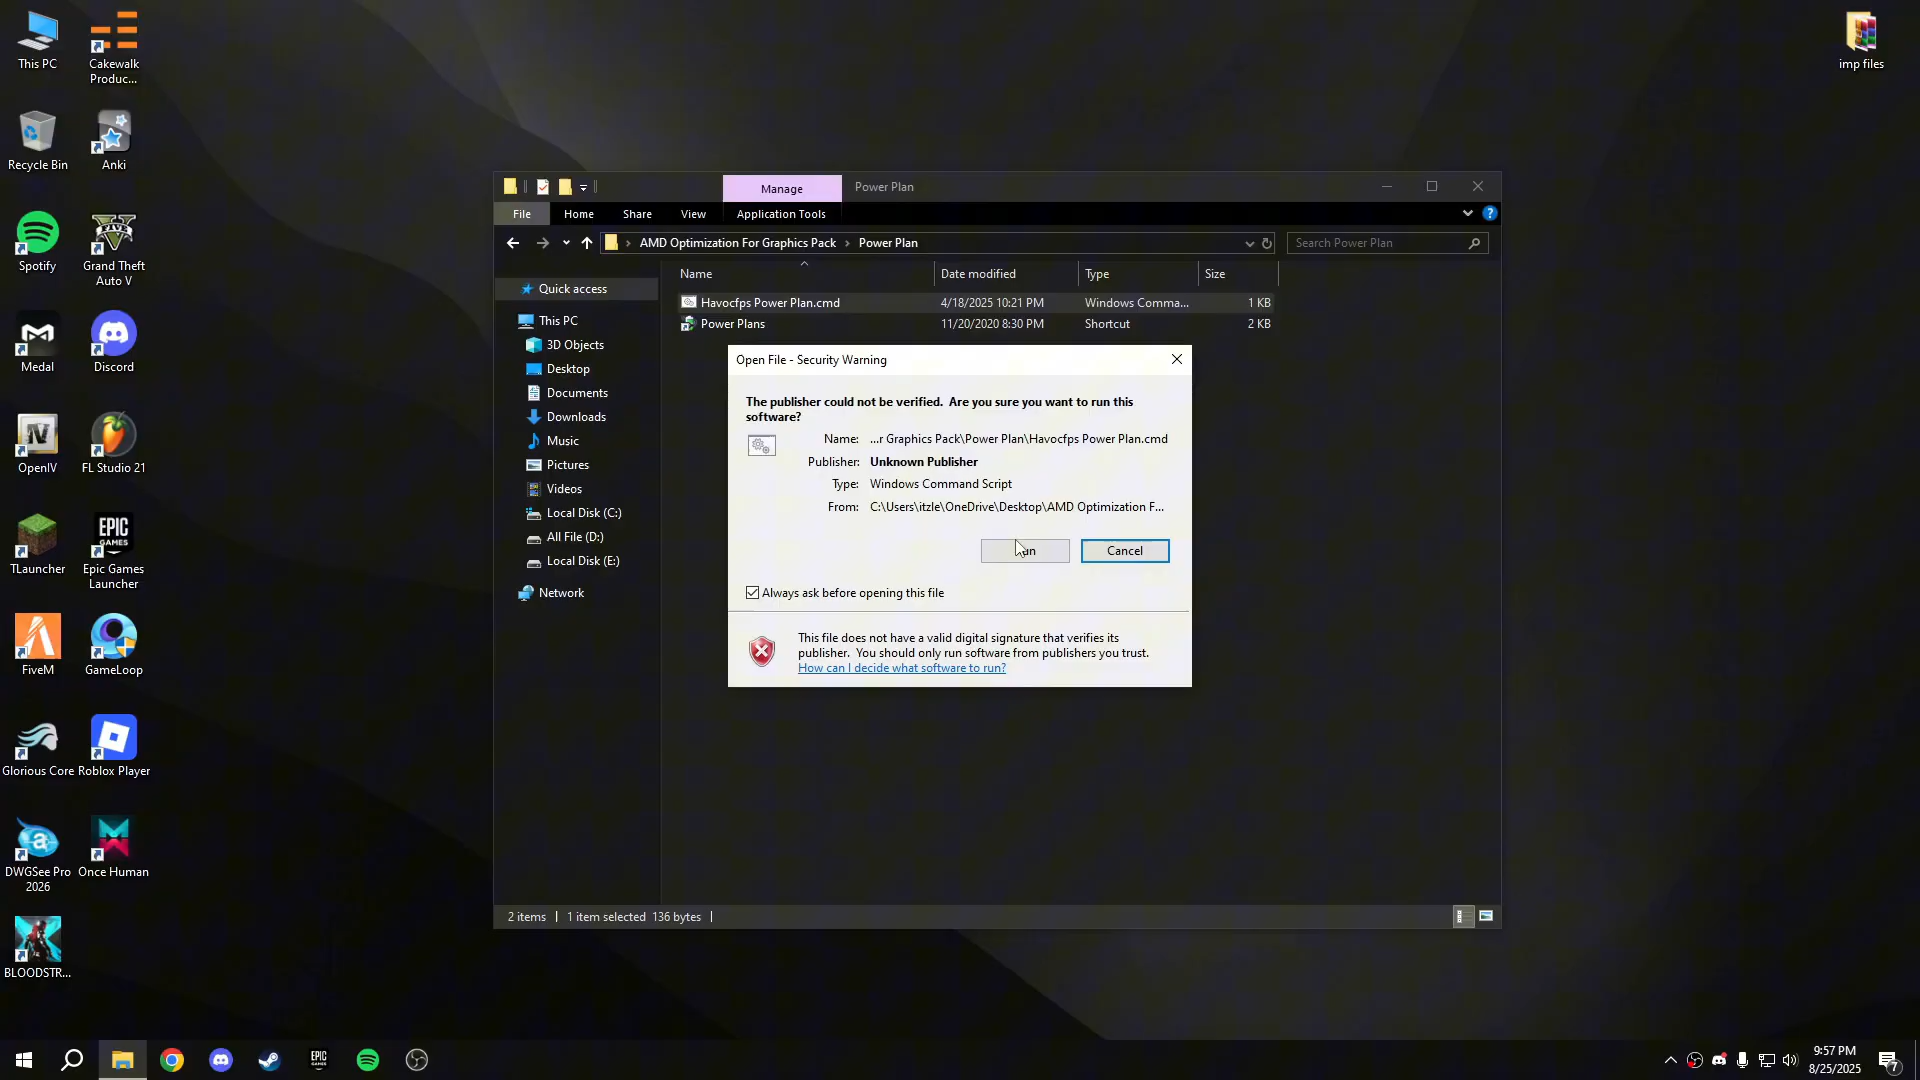 This PC
Cakewalk
Produc...
imp files
Recycle Bin
Anki
Spotify
Grand Theft
Auto V
Medal
Discord
OpenIV
FL Studio 21
TLauncher
EPIC
GAMES
Epic Games
Launcher
FiveM
GameLoop
Glorious Core
Roblox Player
DWGSee Pro
2026
Once Human
BLOODSTR...
Manage
Power Plan
File
Home
Share
View
Application Tools
AMD Optimization For Graphics Pack
Power Plan
Search Power Plan
Name
Date modified
Type
Size
Havocfps Power Plan.cmd
4/18/2025 10:21 PM
Windows Comma...
1 KB
Power Plans
11/20/2020 8:30 PM
Shortcut
2 KB
Quick access
This PC
3D Objects
Desktop
Documents
Downloads
Music
Pictures
Videos
Local Disk (C:)
All File (D:)
Local Disk (E:)
Network
Open File - Security Warning
The publisher could not be verified. Are you sure you want to run this
software?
Name: ...r Graphics Pack\Power Plan\Havocfps Power Plan.cmd
Publisher: Unknown Publisher
Type: Windows Command Script
From: C:\Users\itzle\OneDrive\Desktop\AMD Optimization F...
Cancel
Always ask before opening this file
This file does not have a valid digital signature that verifies its
publisher. You should only run software from publishers you trust.
How can I decide what software to run?
2 items
1 item selected 136 bytes
EPIC
9:57 PM
8/25/2025
7